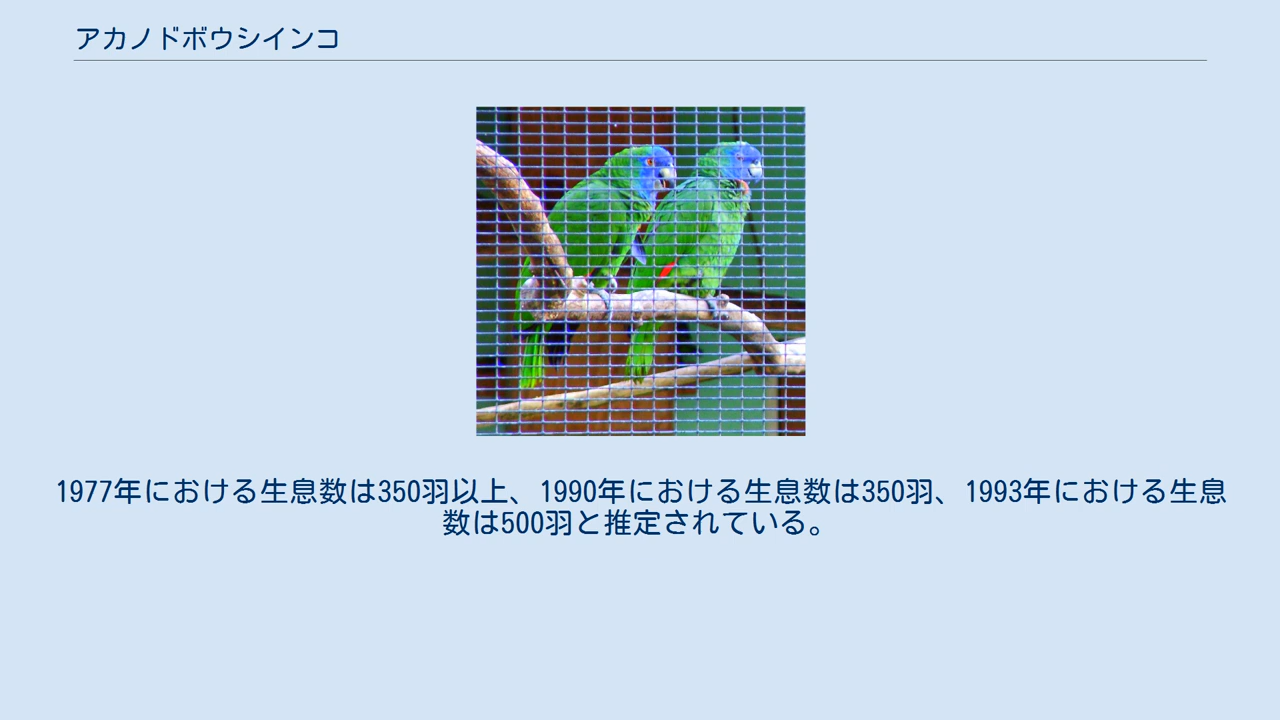 アカノドボウシインコ
1977年における生息数は350羽以上、1990年における生息数は350羽、1993年における生息
数は500羽と推定されている。